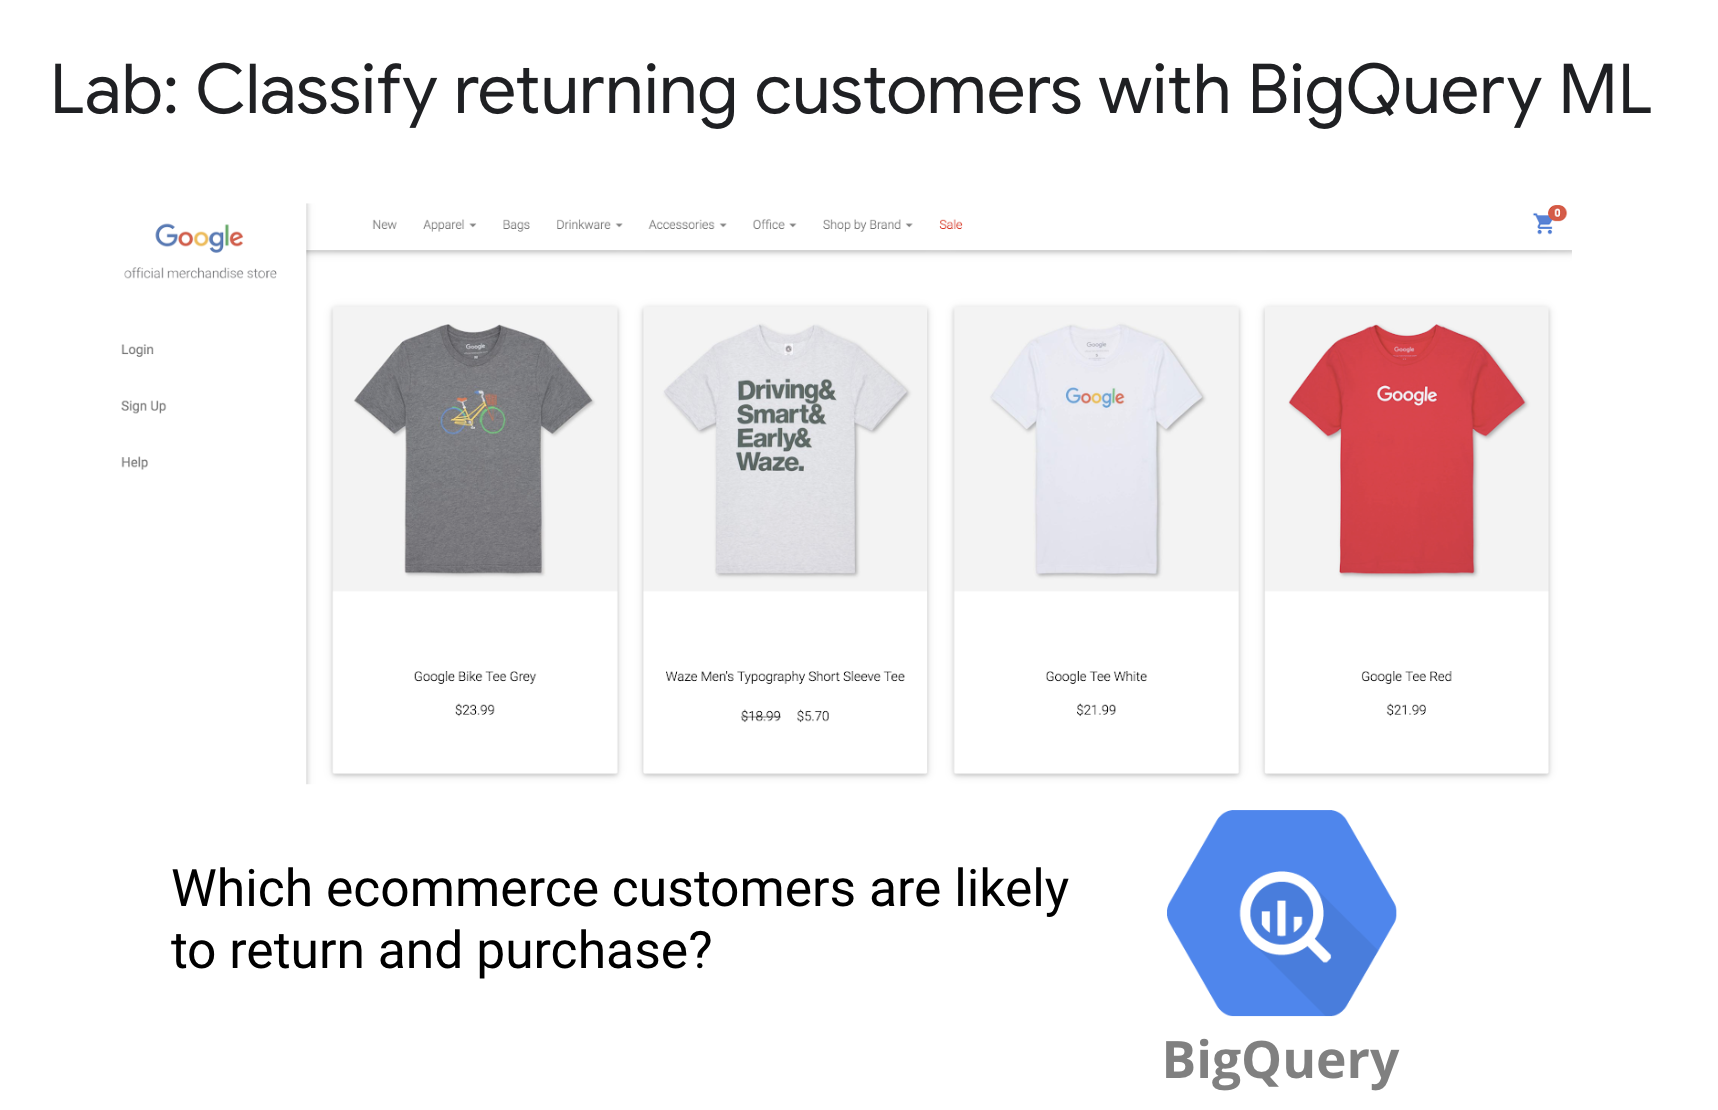 Lab: Classify returning customers with BigQuery ML
Google
official merchandise store
New Apparel Bags Drinkware Accessories Office Shop by Brand Sale
0
Login
Sign Up
Help
Google
Driving&
Smart&
Early&
Waze.
Google
Google
Google
Google
Google Bike Tee Grey
$23.99
Waze Men's Typography Short Sleeve Tee
$18.99 $5.70
Google Tee White
$21.99
Google Tee Red
$21.99
Which ecommerce customers are likely
to return and purchase?
BigQuery